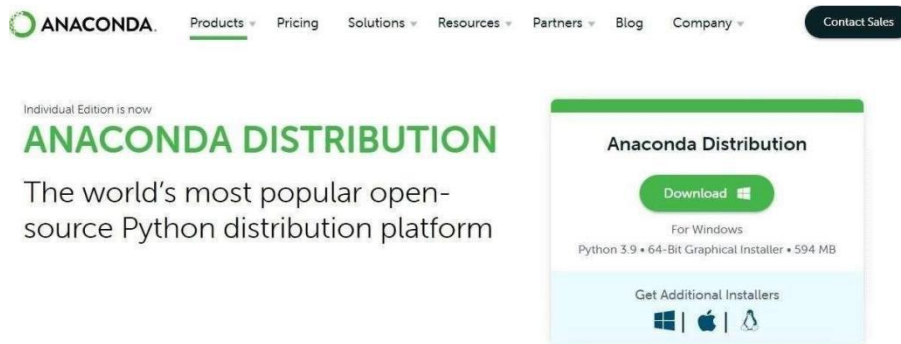 ANACONDA.
Products Pricing Solutions Resources Partners Blog Company Contact Sales
Individual Edition is now
ANACONDA DISTRIBUTION
The world's most popular open-
source Python distribution platform
Anaconda Distribution
Download
For Windows
Python 3.9 • 64-Bit Graphical Installer • 594 MB
Get Additional Installers